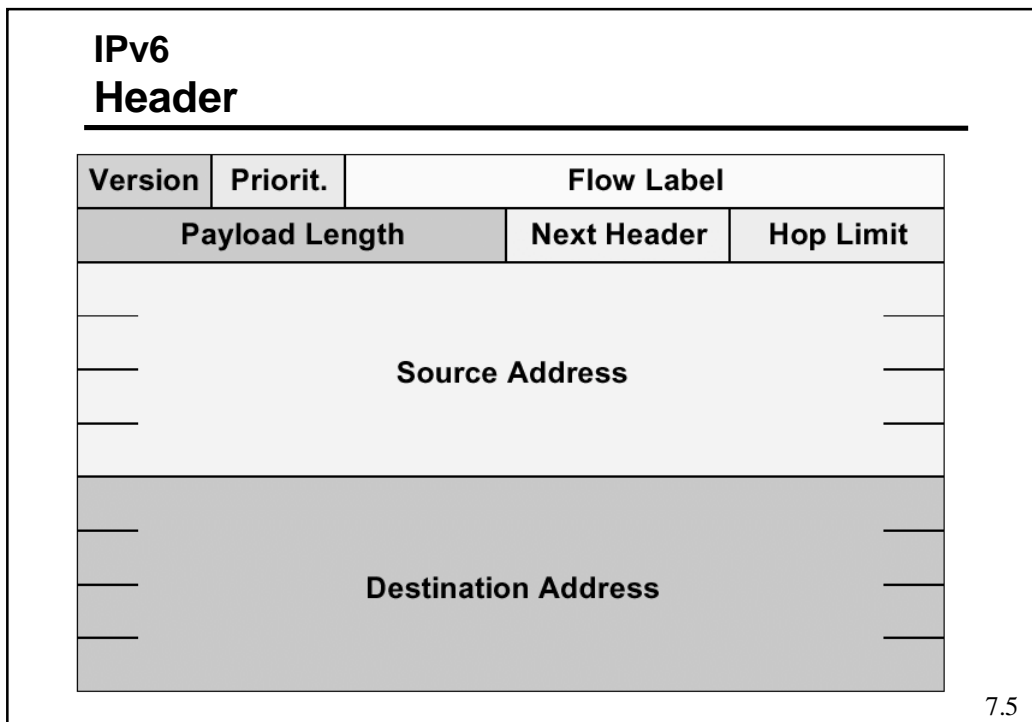 IPv6
Header
Version Priorit. Flow Label
Payload Length Next Header Hop Limit
Source Address
Destination Address
7.5